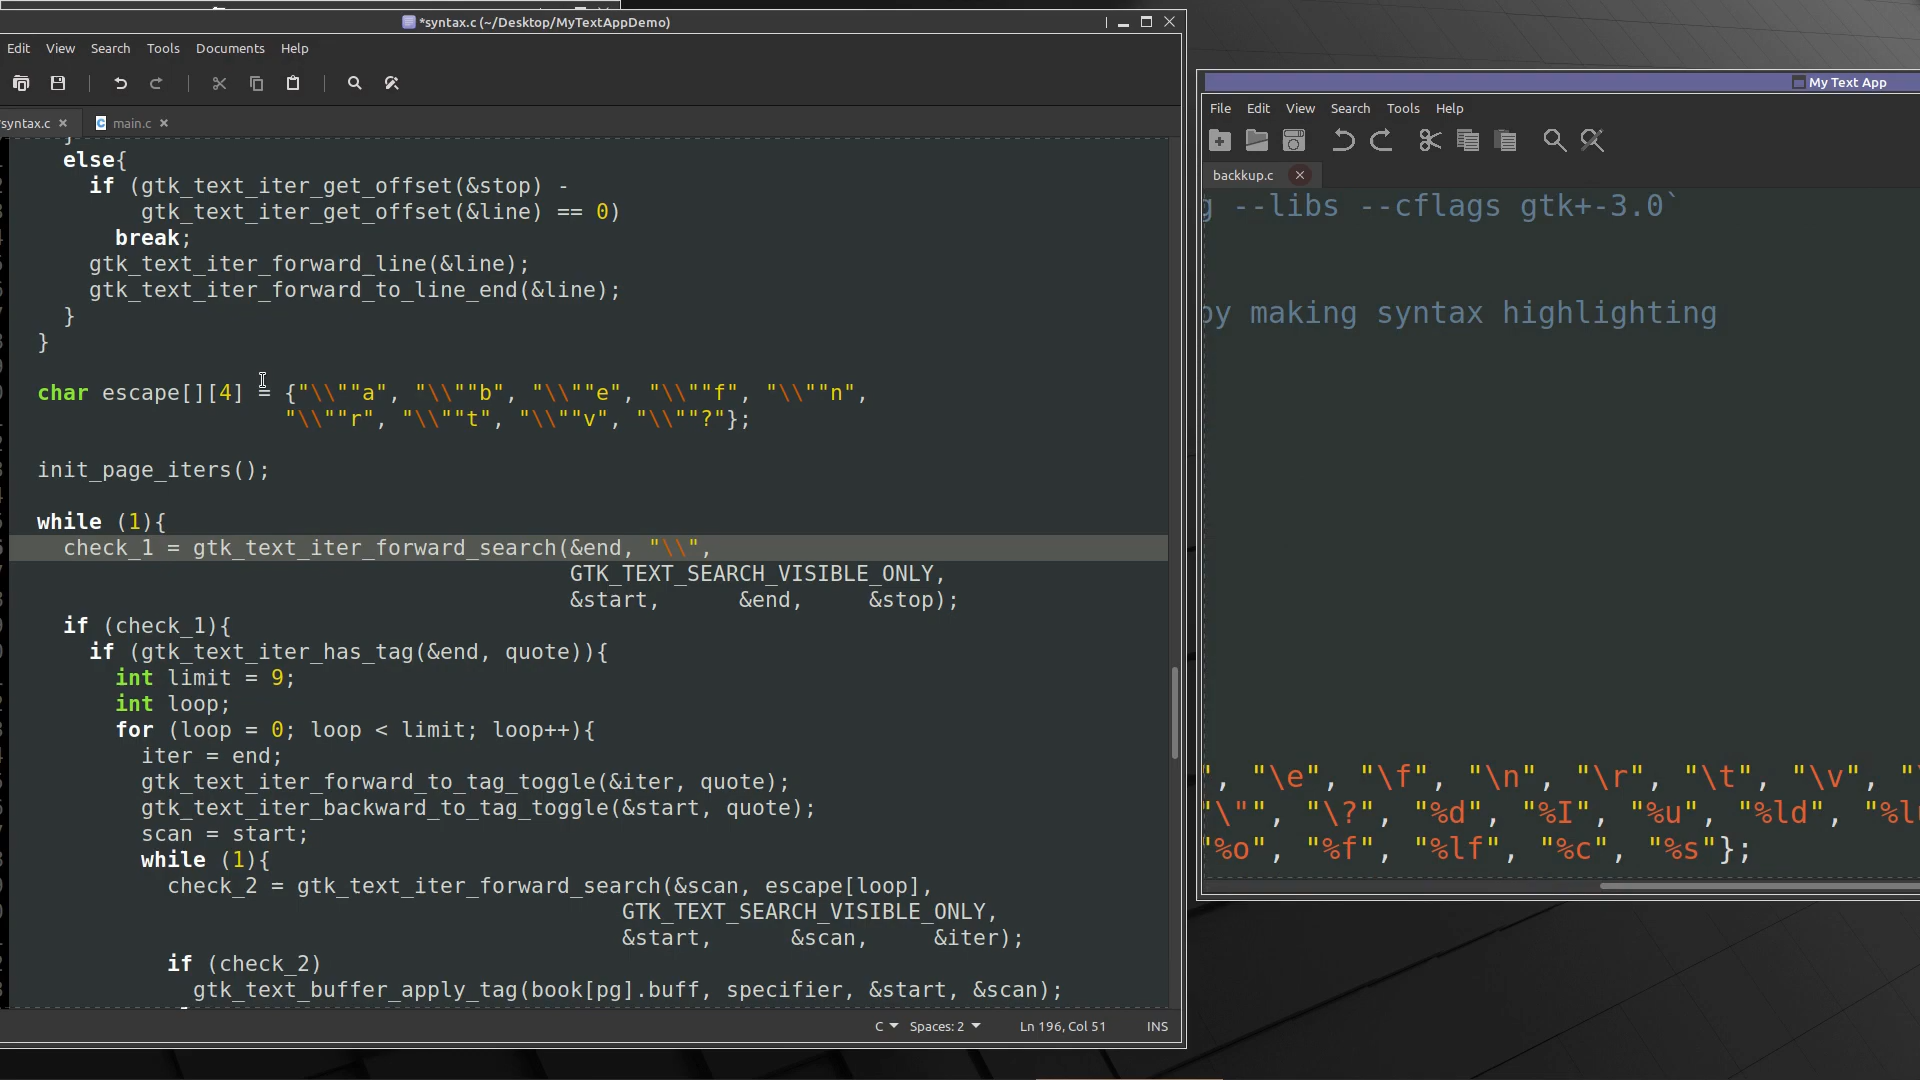 *syntax.c (~/Desktop/MyTextAppDemo)
Edit View Search Tools Documents Help
syntax.c main.c
else{
if (gtk_text_iter_get_offset(&stop) -
gtk_text_iter_get_offset(&line) == 0)
break;
gtk_text_iter_forward_line(&line);
gtk_text_iter_forward_to_line_end(&line);
}
}
char escape[][4] = {"\\""a", "\\""b", "\\""e", "\\""f", "\\""n",
"\\""r", "\\""t", "\\""v", "\\""?"};
init_page_iters();
while (1){
check_1 = gtk_text_iter_forward_search(&end, "\\",
GTK_TEXT_SEARCH_VISIBLE_ONLY,
&start, &end, &stop);
if (check_1){
if (gtk_text_iter_has_tag(&end, quote)){
int limit = 9;
int loop;
for (loop = 0; loop < limit; loop++){
iter = end;
gtk_text_iter_forward_to_tag_toggle(&iter, quote);
gtk_text_iter_backward_to_tag_toggle(&start, quote);
scan = start;
while (1){
check_2 = gtk_text_iter_forward_search(&scan, escape[loop],
GTK_TEXT_SEARCH_VISIBLE_ONLY,
&start, &scan, &iter);
if (check_2)
gtk_text_buffer_apply_tag(book[pg].buff, specifier, &start, &scan);
C Spaces: 2 Ln 196, Col 51 INS
My Text App
File Edit View Search Tools Help
backkup.c
--libs --cflags gtk+-3.0`
by making syntax highlighting
", "\e", "\f", "\n", "\r", "\t", "\v", "
"\"", "\?", "%d", "%I", "%u", "%ld",
"%o", "%f", "%lf", "%c", "%s"};